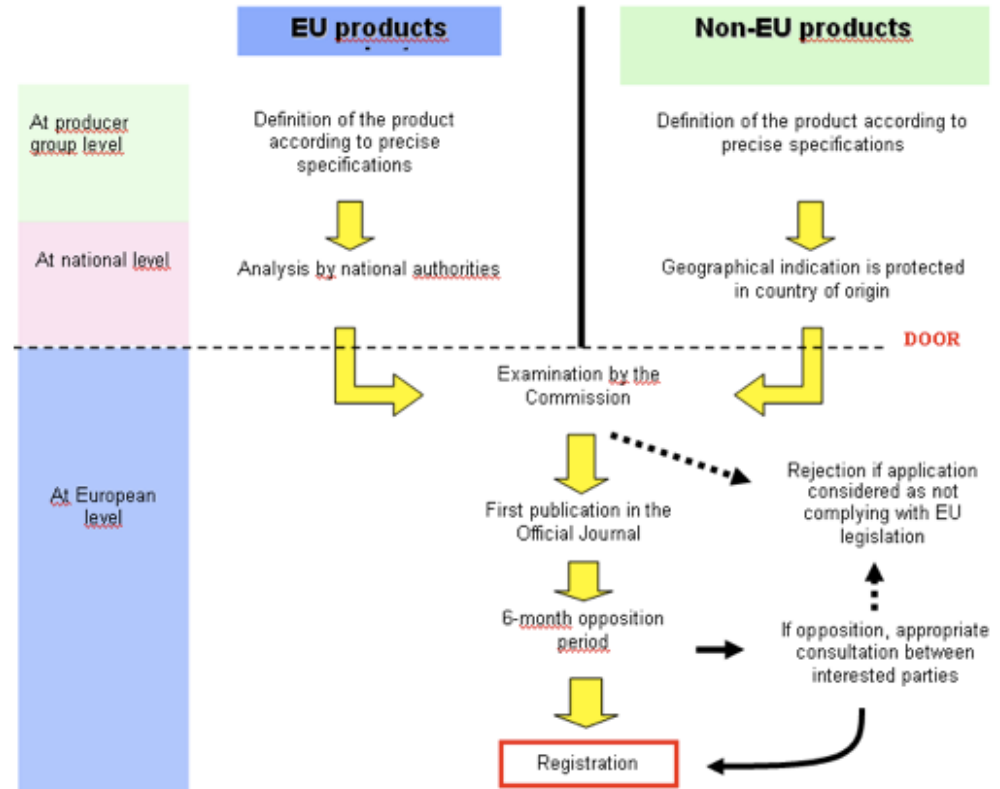 EU products
Non-EU products
At producer
group level
Definition of the product
according to precise
specifications
Definition of the product according to
precise specifications
At national level
Analysis by national authorities
Geographical indication is protected
in country of origin
DOOR
Examination by the
Commission
At European
level
First publication in the
Official Journal
Rejection if application
considered as not
complying with EU
legislation
6-month opposition
period
If opposition, appropriate
consultation between
interested parties
Registration